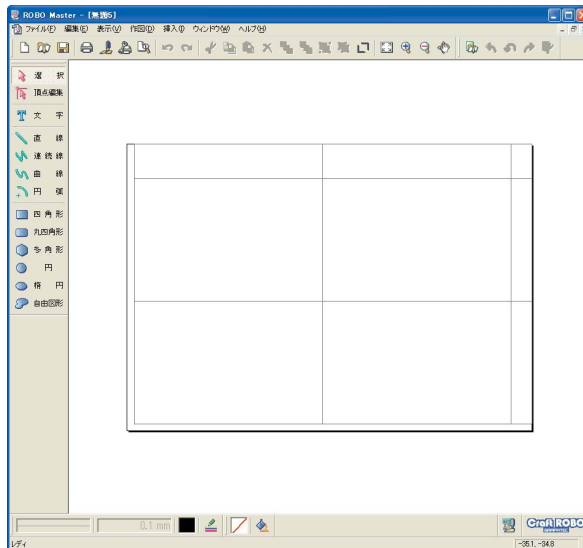 ROBO Master - [無題5]
ファイル(F) 編集(E) 表示(V) 作図(D) 挿入(I) ウィンドウ(W) ヘルプ(H)
選 択
頂点編集
文 字
直 線
連 続 線
曲 線
円 弧
四 角 形
丸四角形
多 角 形
円
楕 円
自由図形
0.1 mm
Craft ROBO
レディ
-35.1, -34.8